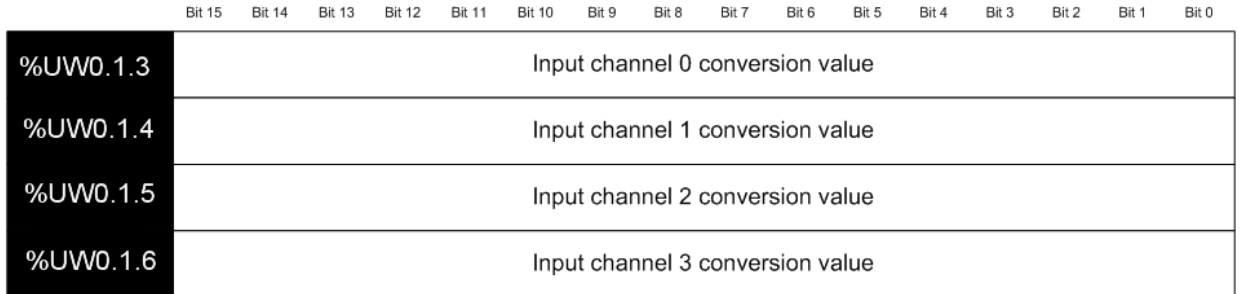 Bit 15 Bit 14 Bit 13 Bit 12 Bit 11 Bit 10 Bit 9 Bit 8 Bit 7 Bit 6 Bit 5 Bit 4 Bit 3 Bit 2 Bit 1 Bit 0
%UW0.1.3 Input channel 0 conversion value
%UW0.1.4 Input channel 1 conversion value
%UW0.1.5 Input channel 2 conversion value
%UW0.1.6 Input channel 3 conversion value